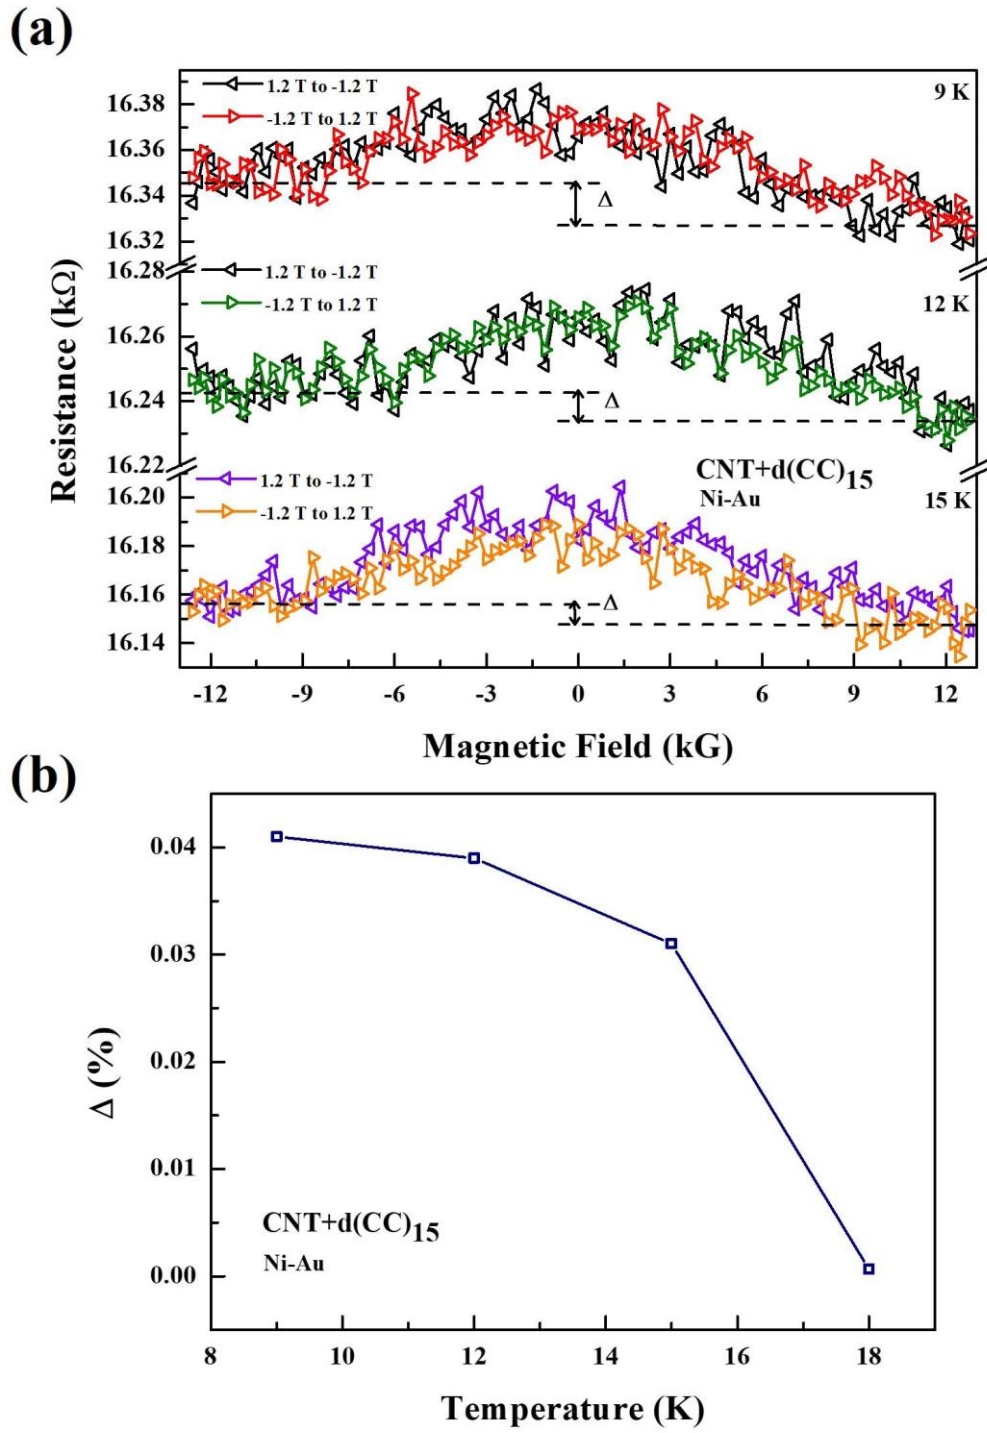 (a)
1.2 T to -1.2 T
-1.2 T to 1.2 T
9 K
16.38
16.36
16.34
16.32
Δ
16.28
1.2 T to -1.2 T
-1.2 T to 1.2 T
12 K
16.26
16.24
16.22
Δ
CNT+d(CC)15
Ni-Au
1.2 T to -1.2 T
-1.2 T to 1.2 T
15 K
16.20
16.18
16.16
16.14
Δ
Resistance (kΩ)
-12 -9 -6 -3 0 3 6 9 12
Magnetic Field (kG)
(b)
0.04
0.03
0.02
0.01
0.00
Δ (%)
CNT+d(CC)15
Ni-Au
8 10 12 14 16 18
Temperature (K)